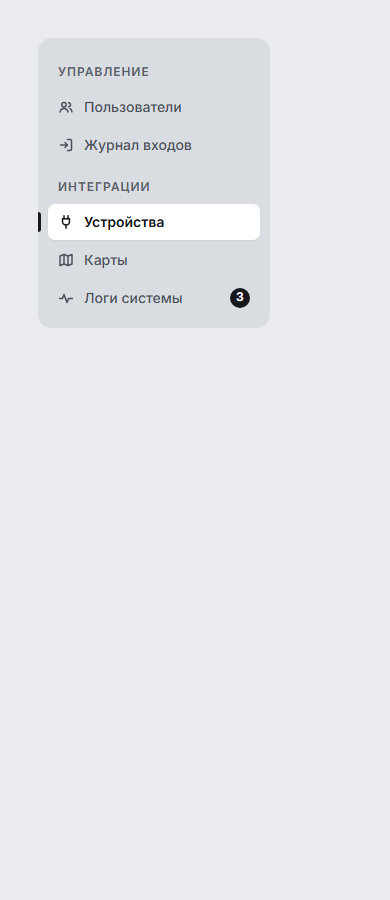 УПРАВЛЕНИЕ
Пользователи
Журнал входов
ИНТЕГРАЦИИ
Устройства
Карты
Логи системы 3